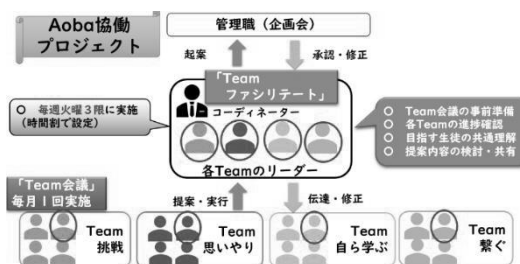 Aoba協働
プロジェクト
管理職（企画会）
起案
承認・修正
「Team
ファシリテート」
コーディネーター
各Teamのリーダー
○ 毎週火曜３限に実施
（時間割で設定）
○ Team会議の事前準備
○ 各Teamの進捗確認
○ 目指す生徒の共通理解
○ 提案内容の検討・共有
「Team会議」
毎月１回実施
提案・実行
伝達・修正
Team
挑戦
Team
思いやり
Team
自ら学ぶ
Team
繋ぐ